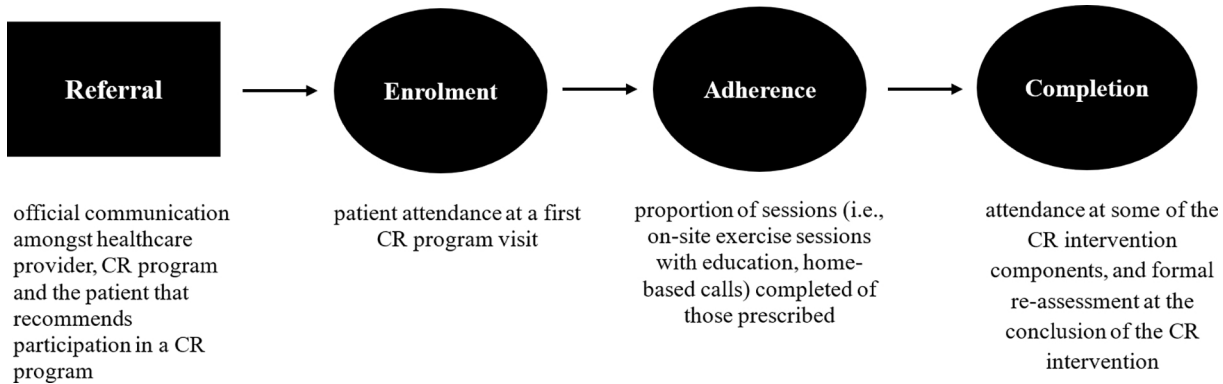 Referral
Enrolment
Adherence
Completion
official communication
amongst healthcare
provider, CR program
and the patient that
recommends
participation in a CR
program
patient attendance at a first
CR program visit
proportion of sessions (i.e.,
on-site exercise sessions
with education, home-
based calls) completed of
those prescribed
attendance at some of the
CR intervention
components, and formal
re-assessment at the
conclusion of the CR
intervention